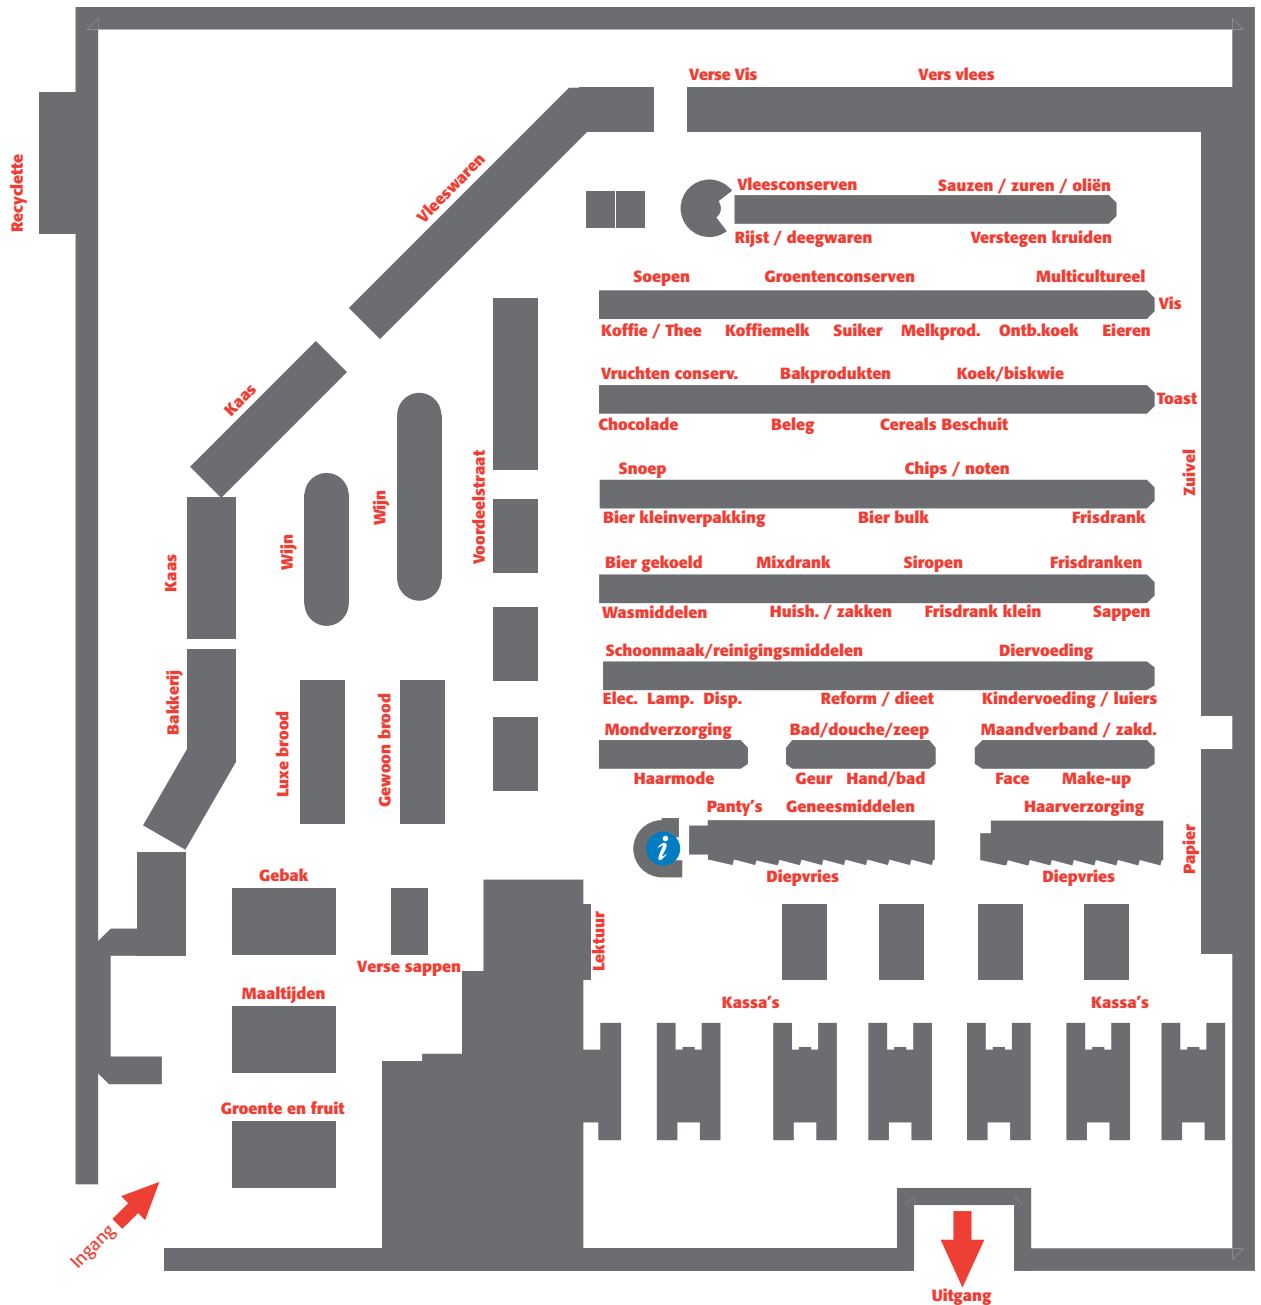 Verse Vis Vers vlees
Recyclette
Vleeswaren
Vleesconserven Sauzen / zuren / oliën
Rijst / deegwaren Verstegen kruiden
Soepen Groentenconserven Multicultureel
Vis
Koffie / Thee Koffiemelk Suiker Melkprod. Ontb.koek Eieren
Vruchten conserv. Bakprodukten Koek/biskwie
Kaas
Toast
Chocolade Beleg Cereals Beschuit
Snoep Chips / noten
Zuivel
Voordeelstraat
Wijn
Bier kleinverpakking Bier bulk Frisdrank
Wijn
Kaas
Bier gekoeld Mixdrank Siropen Frisdranken
Wasmiddelen Huish. / zakken Frisdrank klein Sappen
Schoonmaak/reinigingsmiddelen Diervoeding
Bakkerij
Elec. Lamp. Disp. Reform / dieet Kindervoeding / luiers
Mondverzorging Bad/douche/zeep Maandverband / zakd.
Luxe brood
Gewoon brood
Haarmode Geur Hand/bad Face Make-up
Panty's Geneesmiddelen Haarverzorging
i
Papier
Diepvries Diepvries
Gebak
Lektuur
Verse sappen
Maaltijden
Kassa's Kassa's
Groente en fruit
Ingang
Uitgang